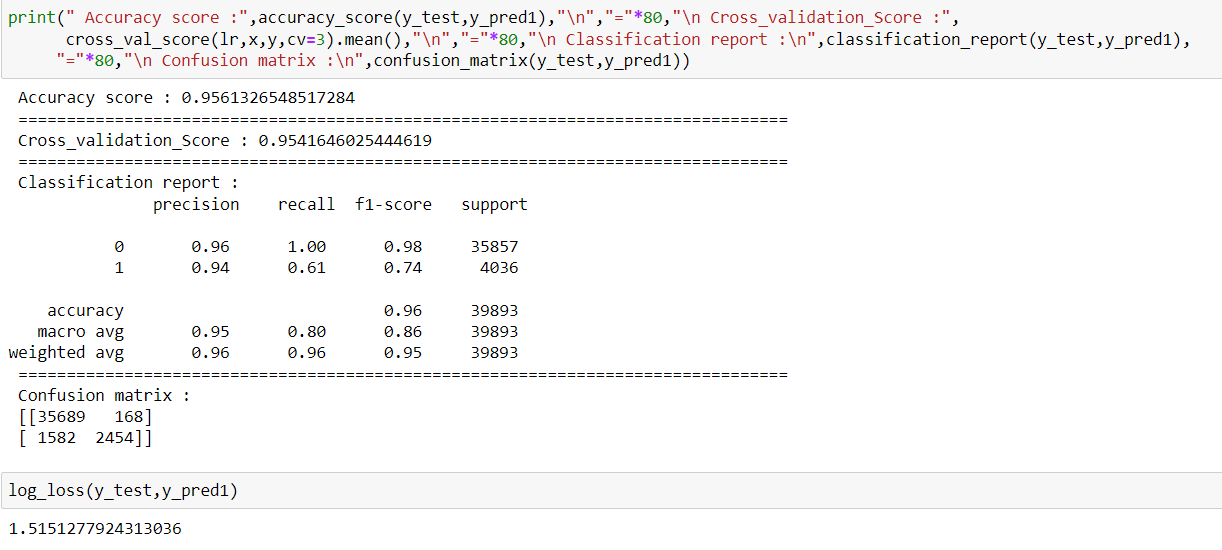 print(" Accuracy score :",accuracy_score(y_test,y_pred1),"\n","="*80,"\n Cross_validation_Score :",
cross_val_score(lr,x,y,cv=3).mean(),"\n","="*80,"\n Classification report :\n",classification_report(y_test,y_pred1),
"="*80,"\n Confusion matrix :\n",confusion_matrix(y_test,y_pred1))
Accuracy score : 0.9561326548517284
================================================================================
Cross_validation_Score : 0.9541646025444619
================================================================================
Classification report :
precision recall f1-score support
0 0.96 1.00 0.98 35857
1 0.94 0.61 0.74 4036
accuracy 0.96 39893
macro avg 0.95 0.80 0.86 39893
weighted avg 0.96 0.96 0.95 39893
================================================================================
Confusion matrix :
[[35689 168]
[ 1582 2454]]
log_loss(y_test,y_pred1)
1.5151277924313036